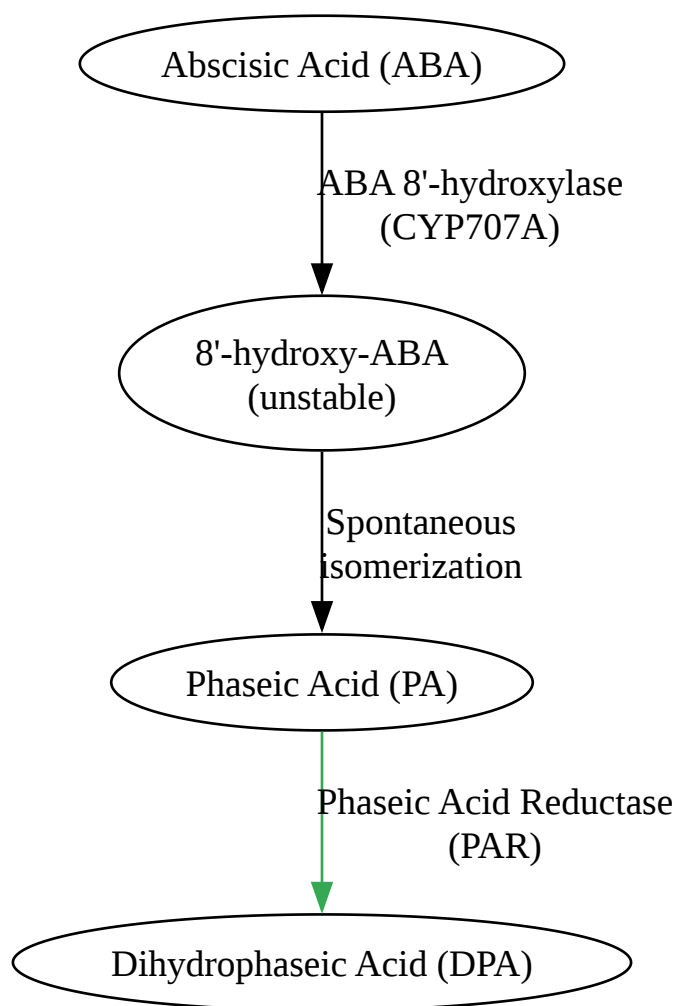 Abscisic Acid (ABA)
ABA 8'-hydroxylase
(CYP707A)
8'-hydroxy-ABA
(unstable)
Spontaneous
isomerization
Phaseic Acid (PA)
Phaseic Acid Reductase
(PAR)
Dihydrophaseic Acid (DPA)